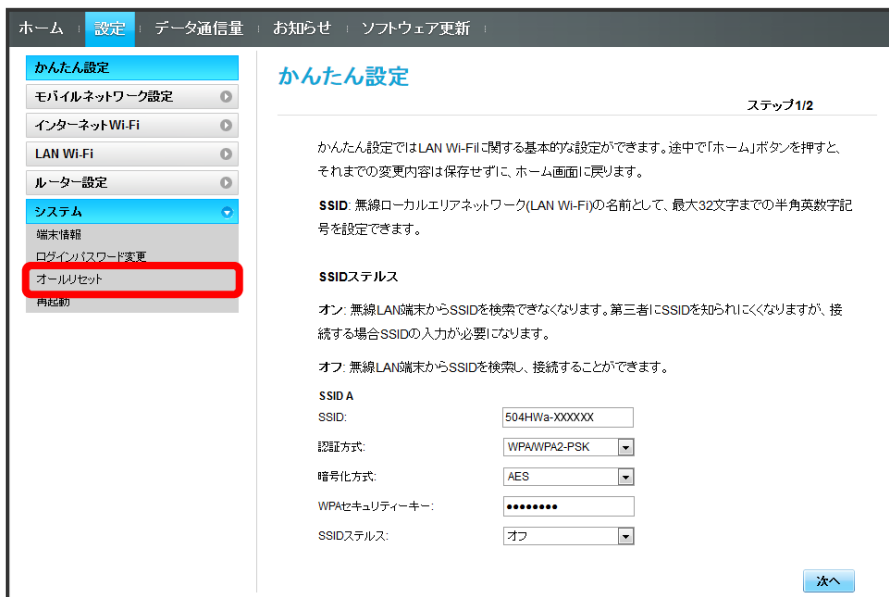 ホーム 設定 データ通信量 お知らせ ソフトウェア更新
かんたん設定
モバイルネットワーク設定
インターネットWi-Fi
LAN Wi-Fi
ルーター設定
システム
端末情報
ログインパスワード変更
オールリセット
再起動
かんたん設定
ステップ1/2
かんたん設定ではLAN Wi-Fiに関する基本的な設定ができます。途中で「ホーム」ボタンを押すと、
それまでの変更内容は保存せずに、ホーム画面に戻ります。
SSID: 無線ローカルエリアネットワーク(LAN Wi-Fi)の名前として、最大32文字までの半角英数字記
号を設定できます。
SSIDステルス
オン: 無線LAN端末からSSIDを検索できなくなります。第三者にSSIDを知られにくくなりますが、接
続する場合SSIDの入力が必要になります。
オフ: 無線LAN端末からSSIDを検索し、接続することができます。
SSID A
SSID: 504HWa-XXXXXX
認証方式: WPA/WPA2-PSK
暗号化方式: AES
WPAセキュリティーキー: ••••••••
SSIDステルス: オフ
次へ